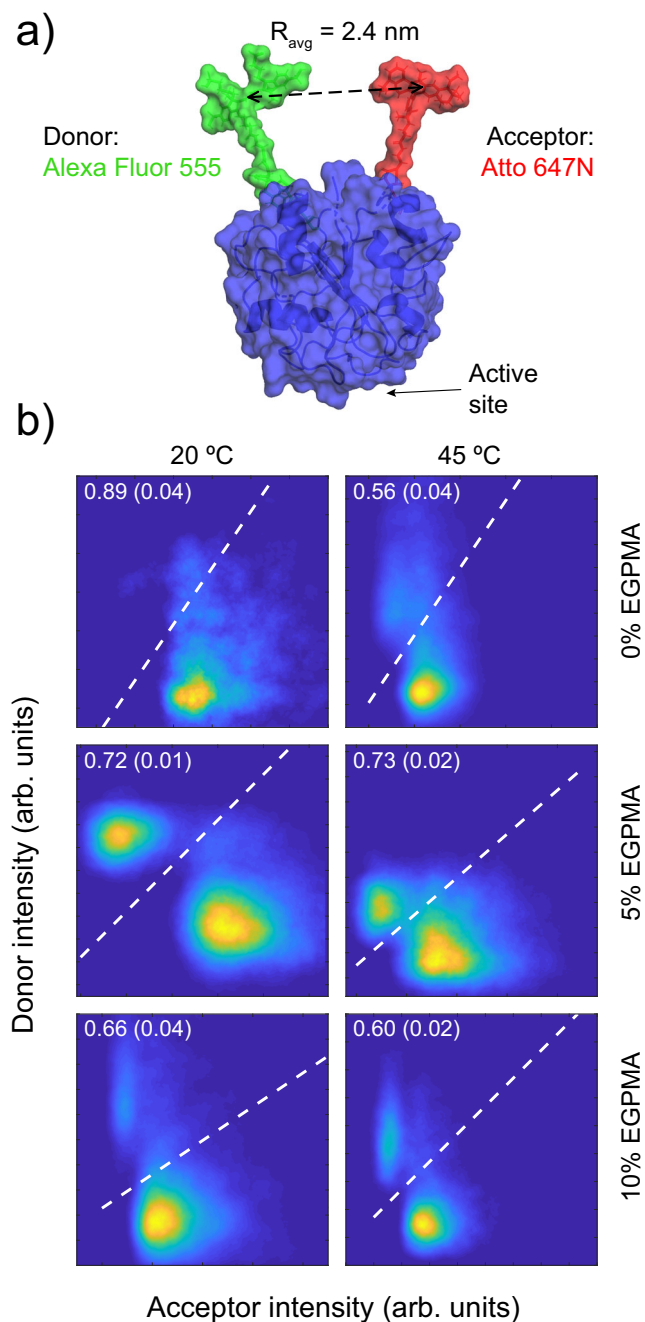 a)
R_avg = 2.4 nm
Donor:
Alexa Fluor 555
Acceptor:
Atto 647N
Active
site
b)
20 ºC
45 ºC
0.89 (0.04)
0.56 (0.04)
0% EGPMA
0.72 (0.01)
0.73 (0.02)
5% EGPMA
0.66 (0.04)
0.60 (0.02)
10% EGPMA
Donor intensity (arb. units)
Acceptor intensity (arb. units)